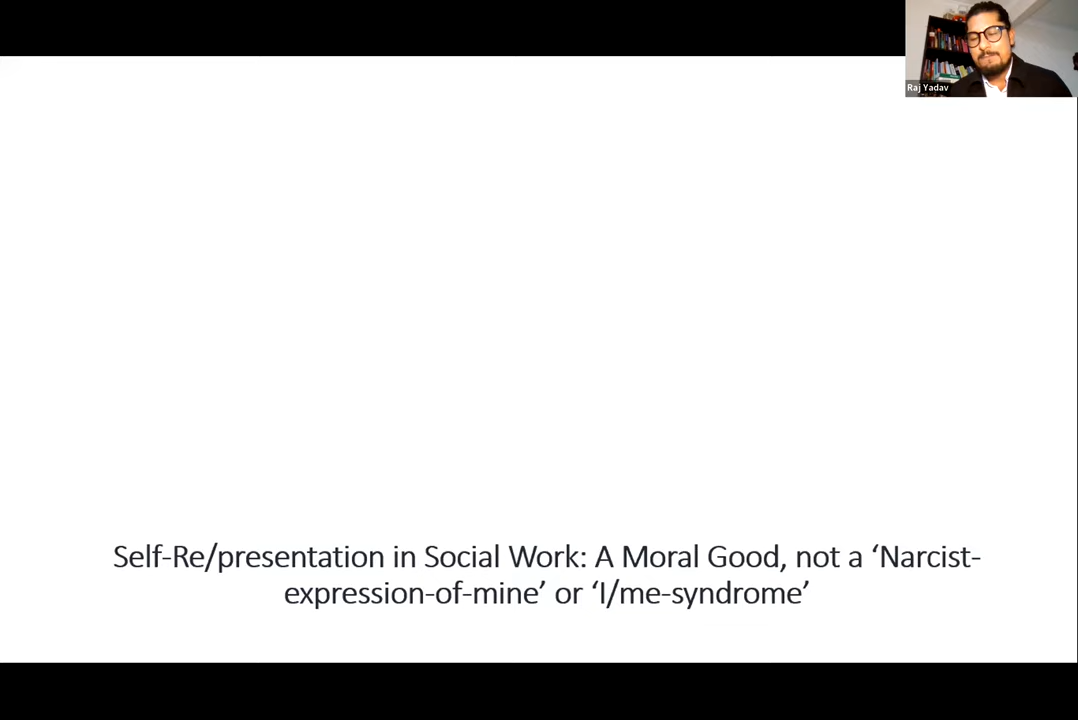 Raj Yadav
Self-Re/presentation in Social Work: A Moral Good, not a ‘Narcist-
expression-of-mine’ or ‘I/me-syndrome’